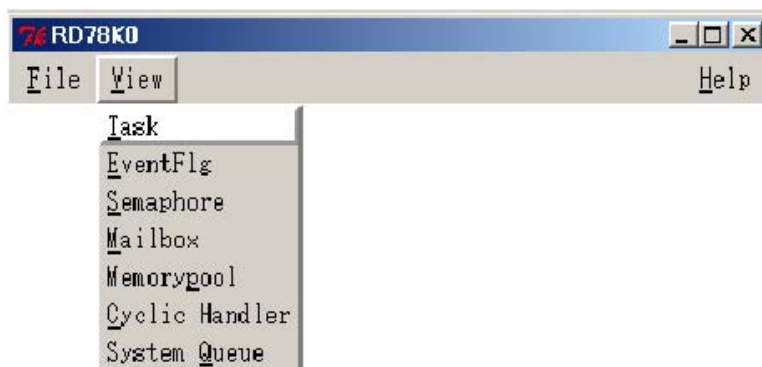 RD78K0
File View Help
Task
EventFlg
Semaphore
Mailbox
Memorypool
Cyclic Handler
System Queue